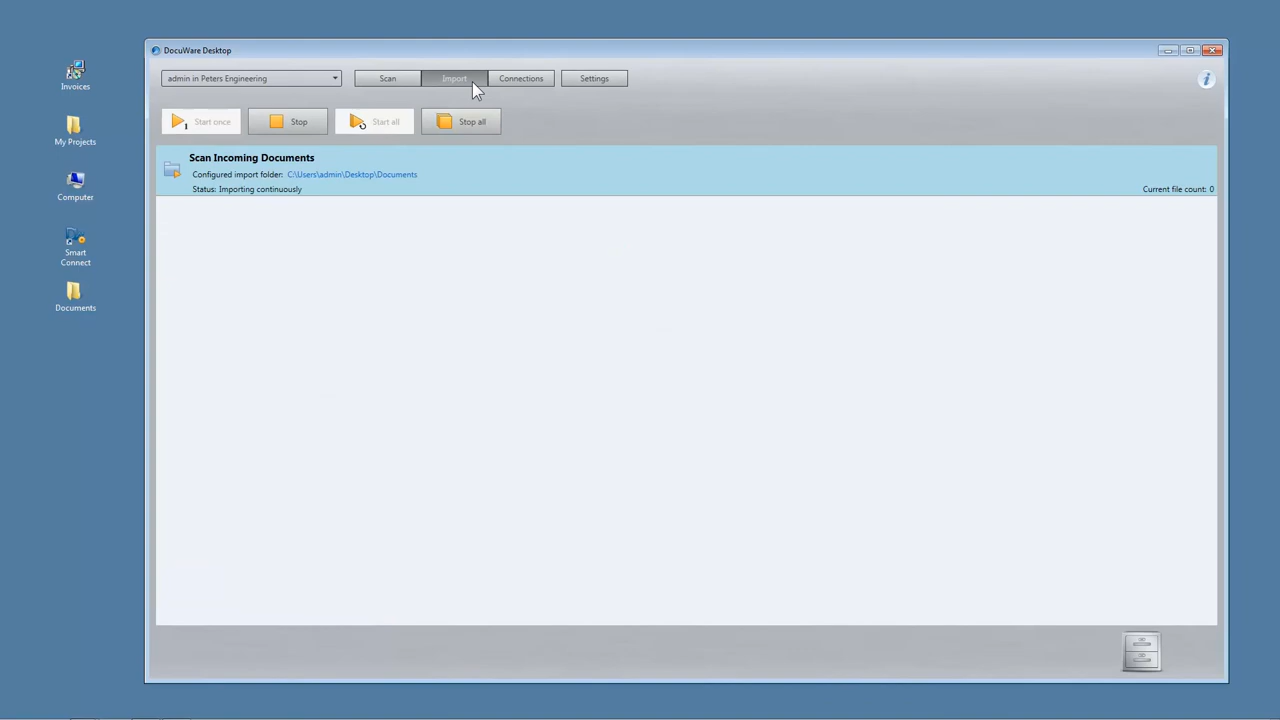 DocuWare Desktop
admin in Peters Engineering
Scan
Import
Connections
Settings
i
1 Start once
Stop
Start all
Stop all
Scan Incoming Documents
Configured import folder: C:\Users\admin\Desktop\Documents
Status: Importing continuously
Current file count: 0
Invoices
My Projects
Computer
Smart
Connect
Documents